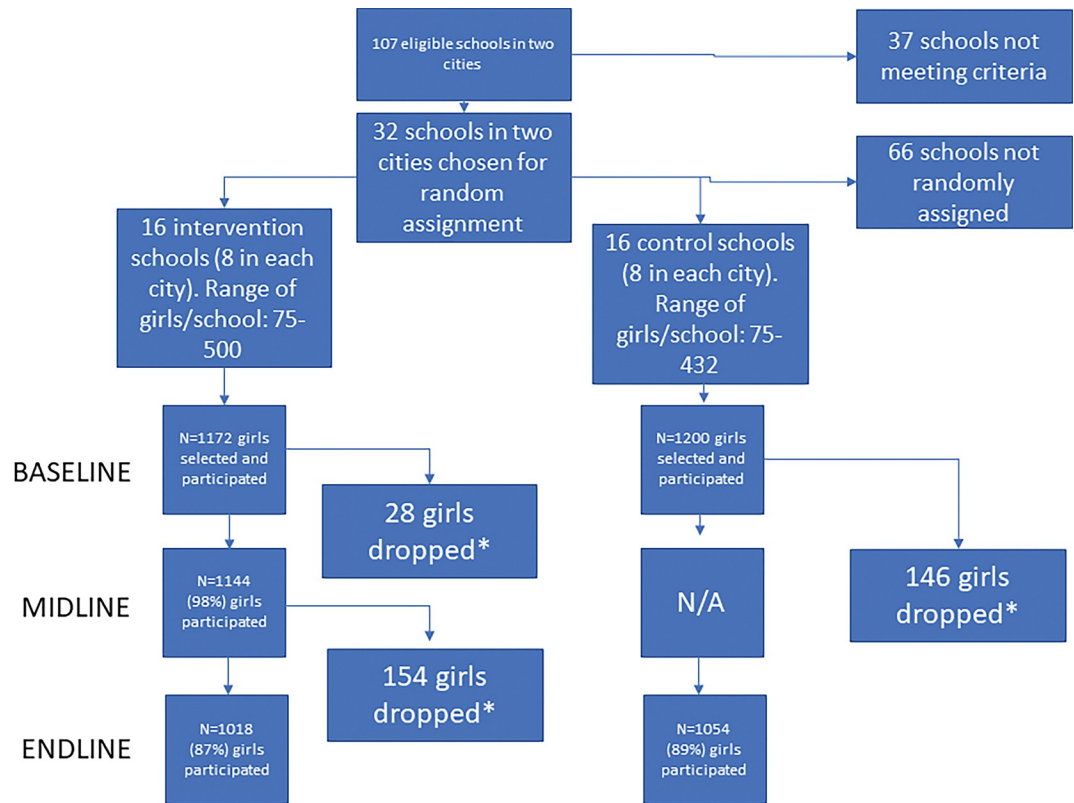 107 eligible schools in two
cities
37 schools not
meeting criteria
32 schools in two
cities chosen for
random
assignment
66 schools not
randomly
assigned
16 intervention
schools (8 in each
city). Range of
girls/school: 75-
500
16 control schools
(8 in each city).
Range of
girls/school: 75-
432
BASELINE
N=1172 girls
selected and
participated
28 girls
dropped*
N=1200 girls
selected and
participated
146 girls
dropped*
MIDLINE
N=1144
(98%) girls
participated
154 girls
dropped*
N/A
ENDLINE
N=1018
(87%) girls
participated
N=1054
(89%) girls
participated